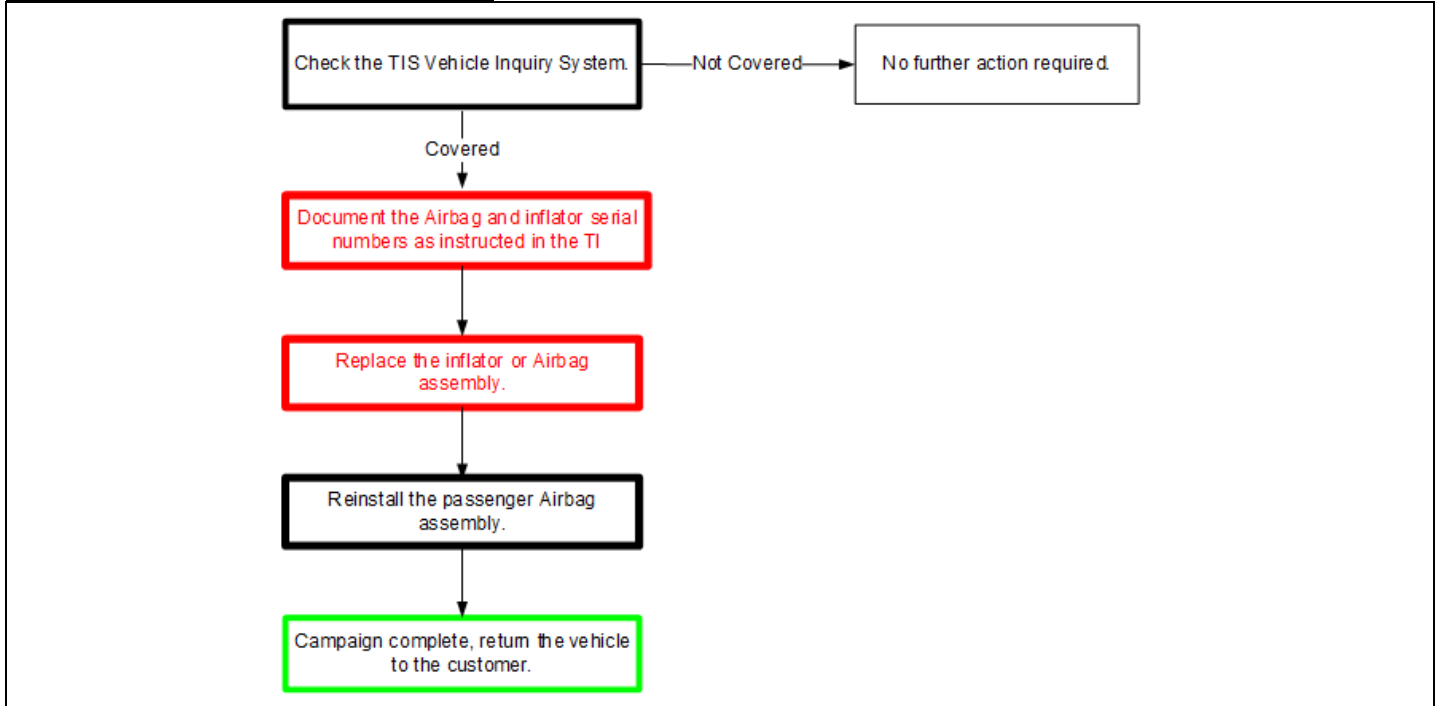 Check the TIS Vehicle Inquiry System.
Not Covered
No further action required.
Covered
Document the Airbag and inflator serial
numbers as instructed in the TI
Replace the inflator or Airbag
assembly.
Reinstall the passenger Airbag
assembly.
Campaign complete, return the vehicle
to the customer.